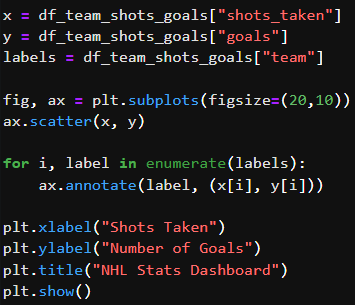 x = df_team_shots_goals["shots_taken"]
y = df_team_shots_goals["goals"]
labels = df_team_shots_goals["team"]
fig, ax = plt.subplots(figsize=(20,10))
ax.scatter(x, y)
for i, label in enumerate(labels):
    ax.annotate(label, (x[i], y[i]))
plt.xlabel("Shots Taken")
plt.ylabel("Number of Goals")
plt.title("NHL Stats Dashboard")
plt.show()